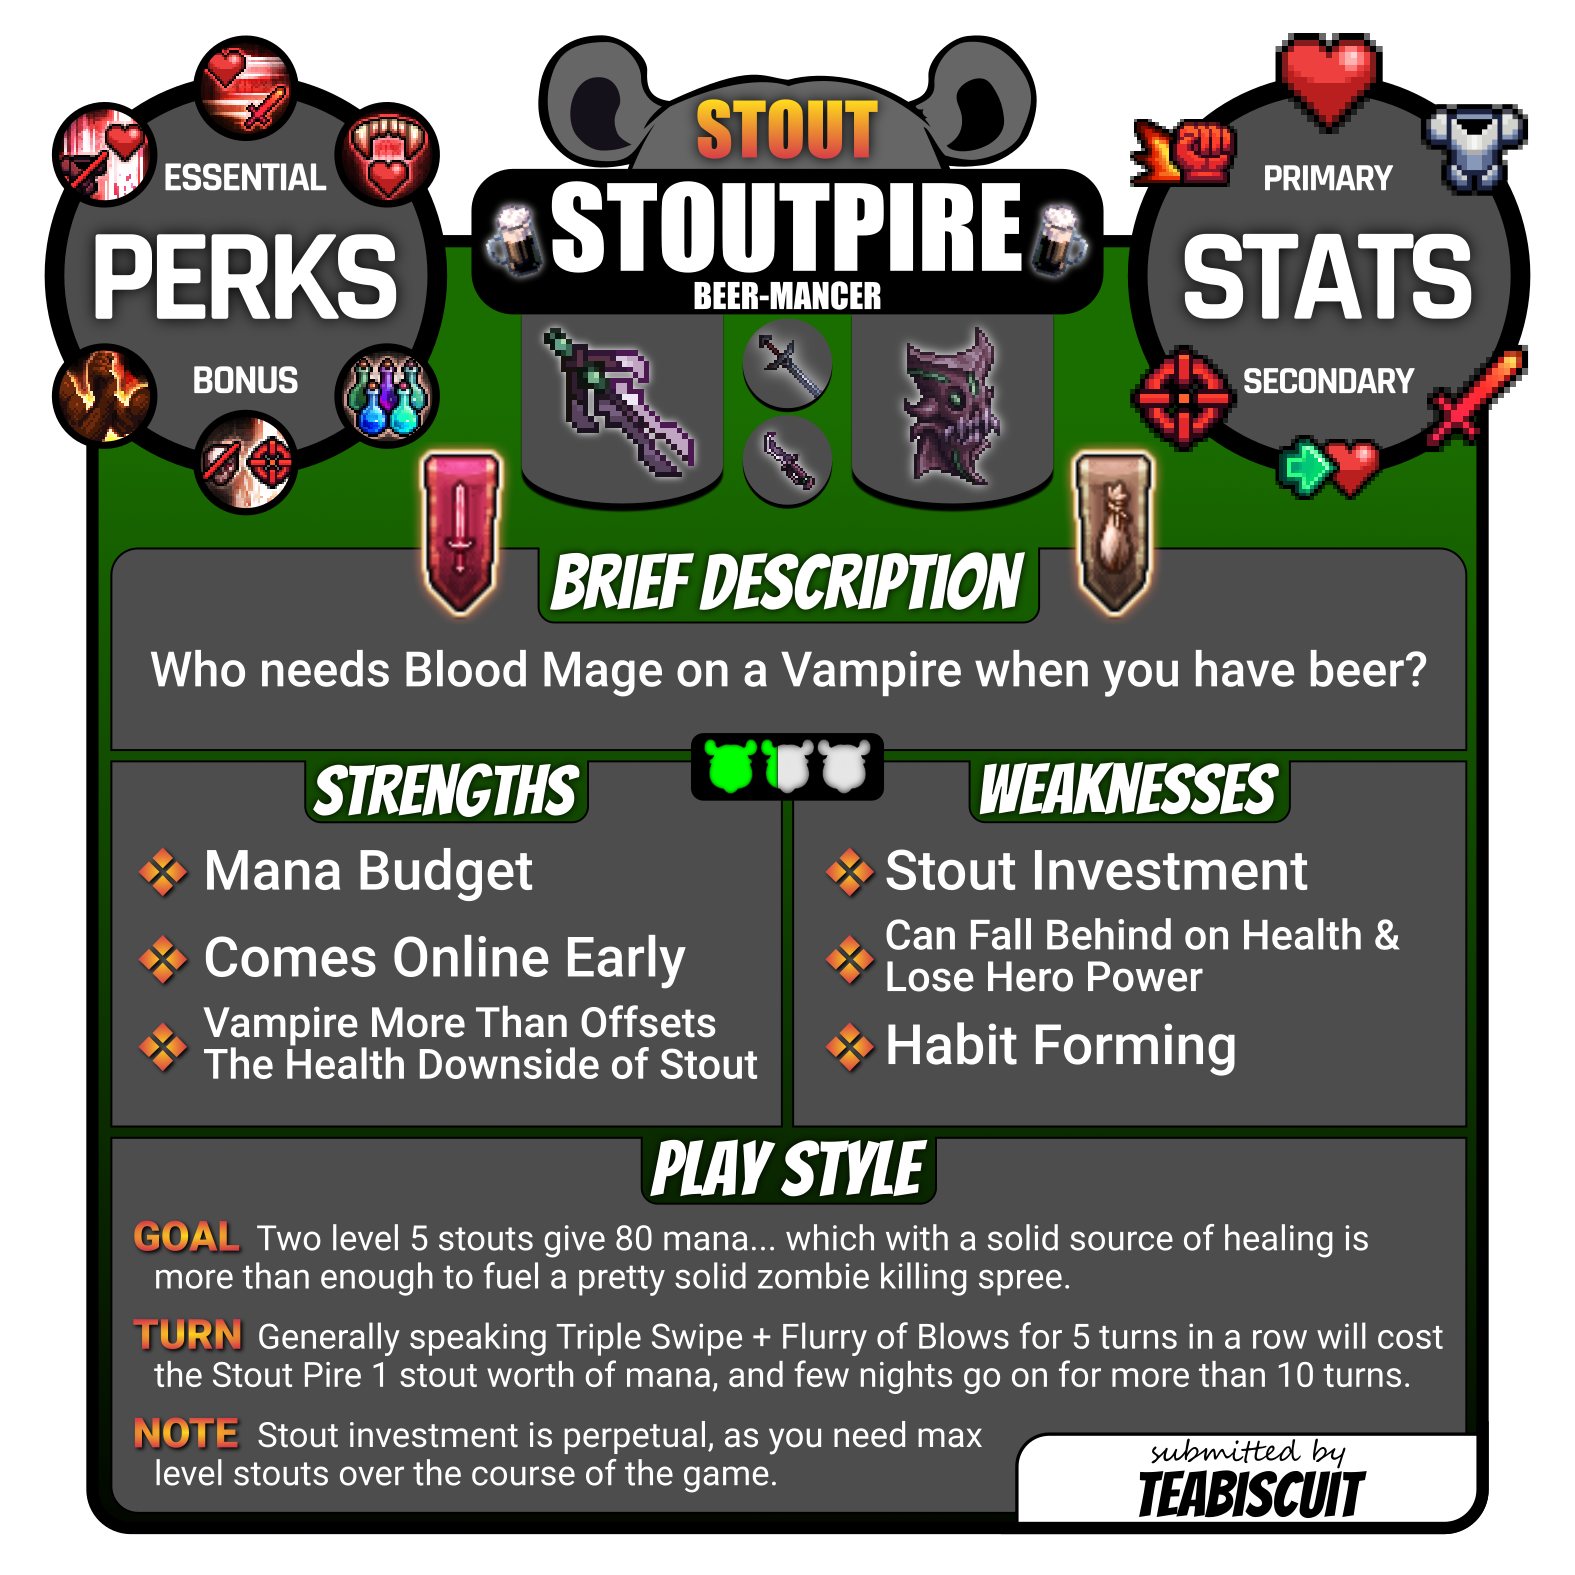 ESSENTIAL
PERKS
BONUS
STOUT
STOUTPIRE
BEER-MANCER
PRIMARY
STATS
SECONDARY
BRIEF DESCRIPTION
Who needs Blood Mage on a Vampire when you have beer?
STRENGTHS
Mana Budget
Comes Online Early
Vampire More Than Offsets
The Health Downside of Stout
WEAKNESSES
Stout Investment
Can Fall Behind on Health &
Lose Hero Power
Habit Forming
PLAY STYLE
GOAL Two level 5 stouts give 80 mana... which with a solid source of healing is
more than enough to fuel a pretty solid zombie killing spree.
TURN Generally speaking Triple Swipe + Flurry of Blows for 5 turns in a row will cost
the Stout Pire 1 stout worth of mana, and few nights go on for more than 10 turns.
NOTE Stout investment is perpetual, as you need max
level stouts over the course of the game.
submitted by
TEABISCUIT